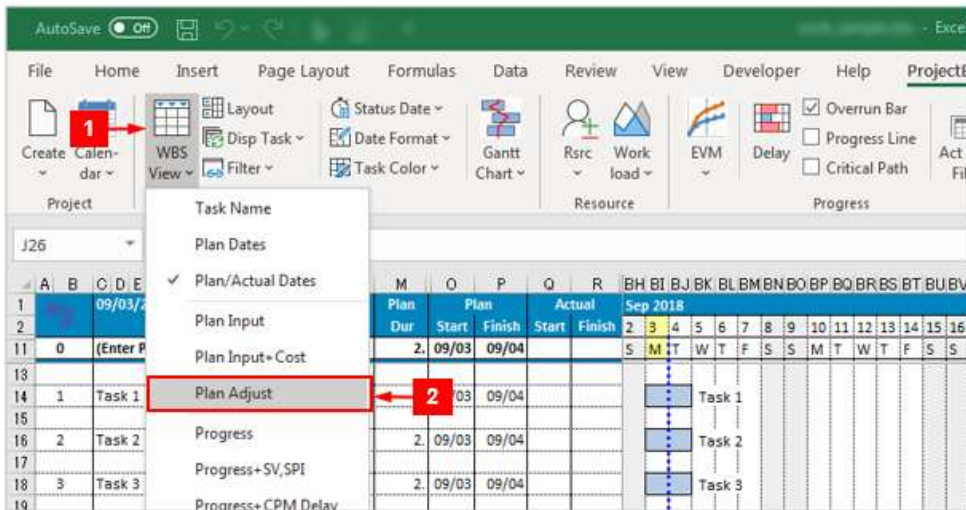 AutoSave Off - Exce
File Home Insert Page Layout Formulas Data Review View Developer Help ProjectE
1
Create
Calen-
dar
WBS
View
Layout
Disp Task
Filter
Status Date
Date Format
Task Color
Gantt
Chart
Rsrc
Work
load
EVM
Delay
Overrun Bar
Progress Line
Critical Path
Act
Fil
Project Resource Progress
J26
Task Name
Plan Dates
✓ Plan/Actual Dates
Plan Input
Plan Input+Cost
Plan Adjust
2
Progress
Progress+SV,SPI
Progress+CPM Delay
A B C D E M O P Q R BH BI BJ BK BL BM BN BO BP BQ BR BS BT BU BV
1 09/03/2 Plan Plan Actual Sep 2018
2 Dur Start Finish Start Finish 2 3 4 5 6 7 8 9 10 11 12 13 14 15 16
11 0 (Enter P 2. 09/03 09/04 S M T W T F S S M T W T F S S
13
14 1 Task 1 /03 09/04 Task 1
15
16 2 Task 2 2. 09/03 09/04 Task 2
17
18 3 Task 3 2. 09/03 09/04 Task 3
19